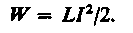 W = LI²/2.